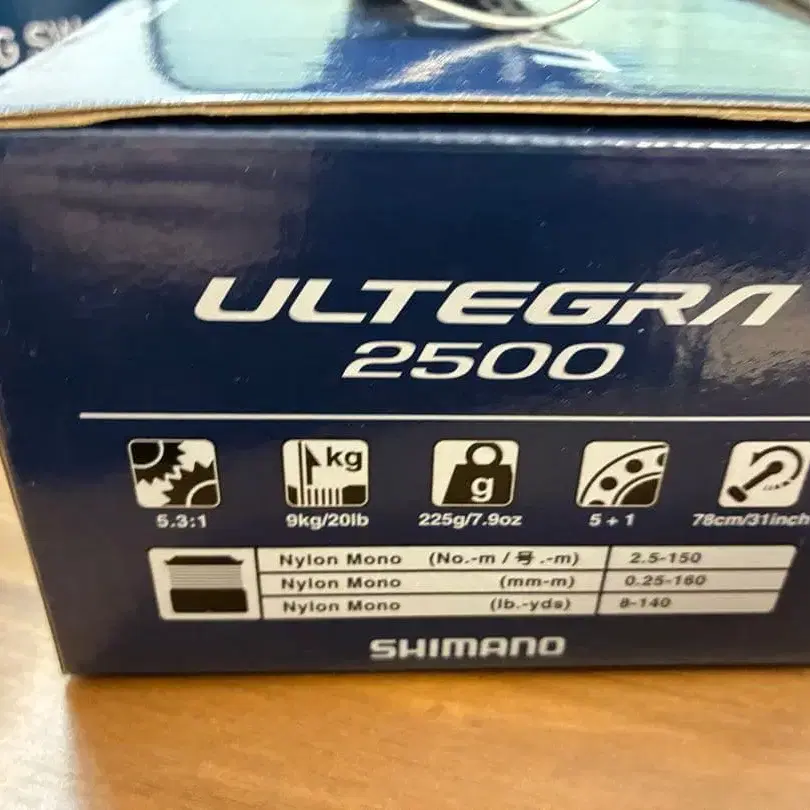 G SW
ULTEGRA
2500
kg
g
5.3:1
9kg/20lb
225g/7.9oz
5 + 1
78cm/31inch
Nylon Mono (No.-m / 号.-m) 2.5-150
Nylon Mono (mm-m) 0.25-160
Nylon Mono (lb.-yds) 8-140
SHIMANO